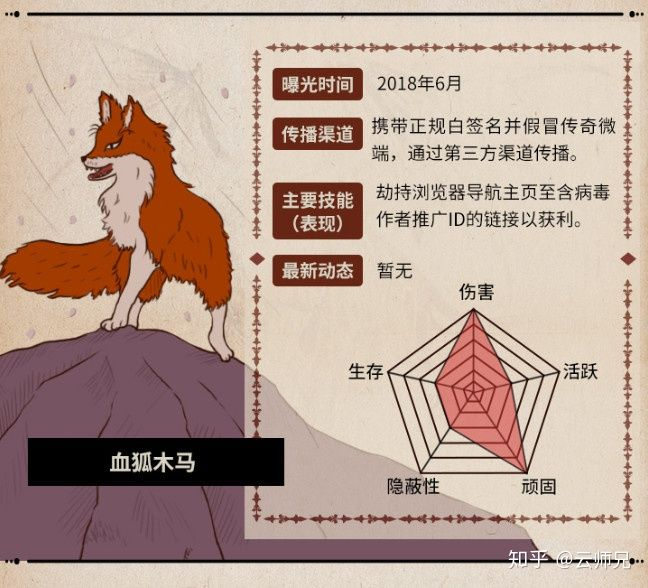 曝光时间 2018年6月
传播渠道 携带正规白签名并假冒传奇微
端，通过第三方渠道传播。
主要技能 劫持浏览器导航主页至含病毒
（表现） 作者推广ID的链接以获利。
最新动态 暂无
伤害
生存 活跃
血狐木马
隐蔽性 顽固
知乎 @云师兄